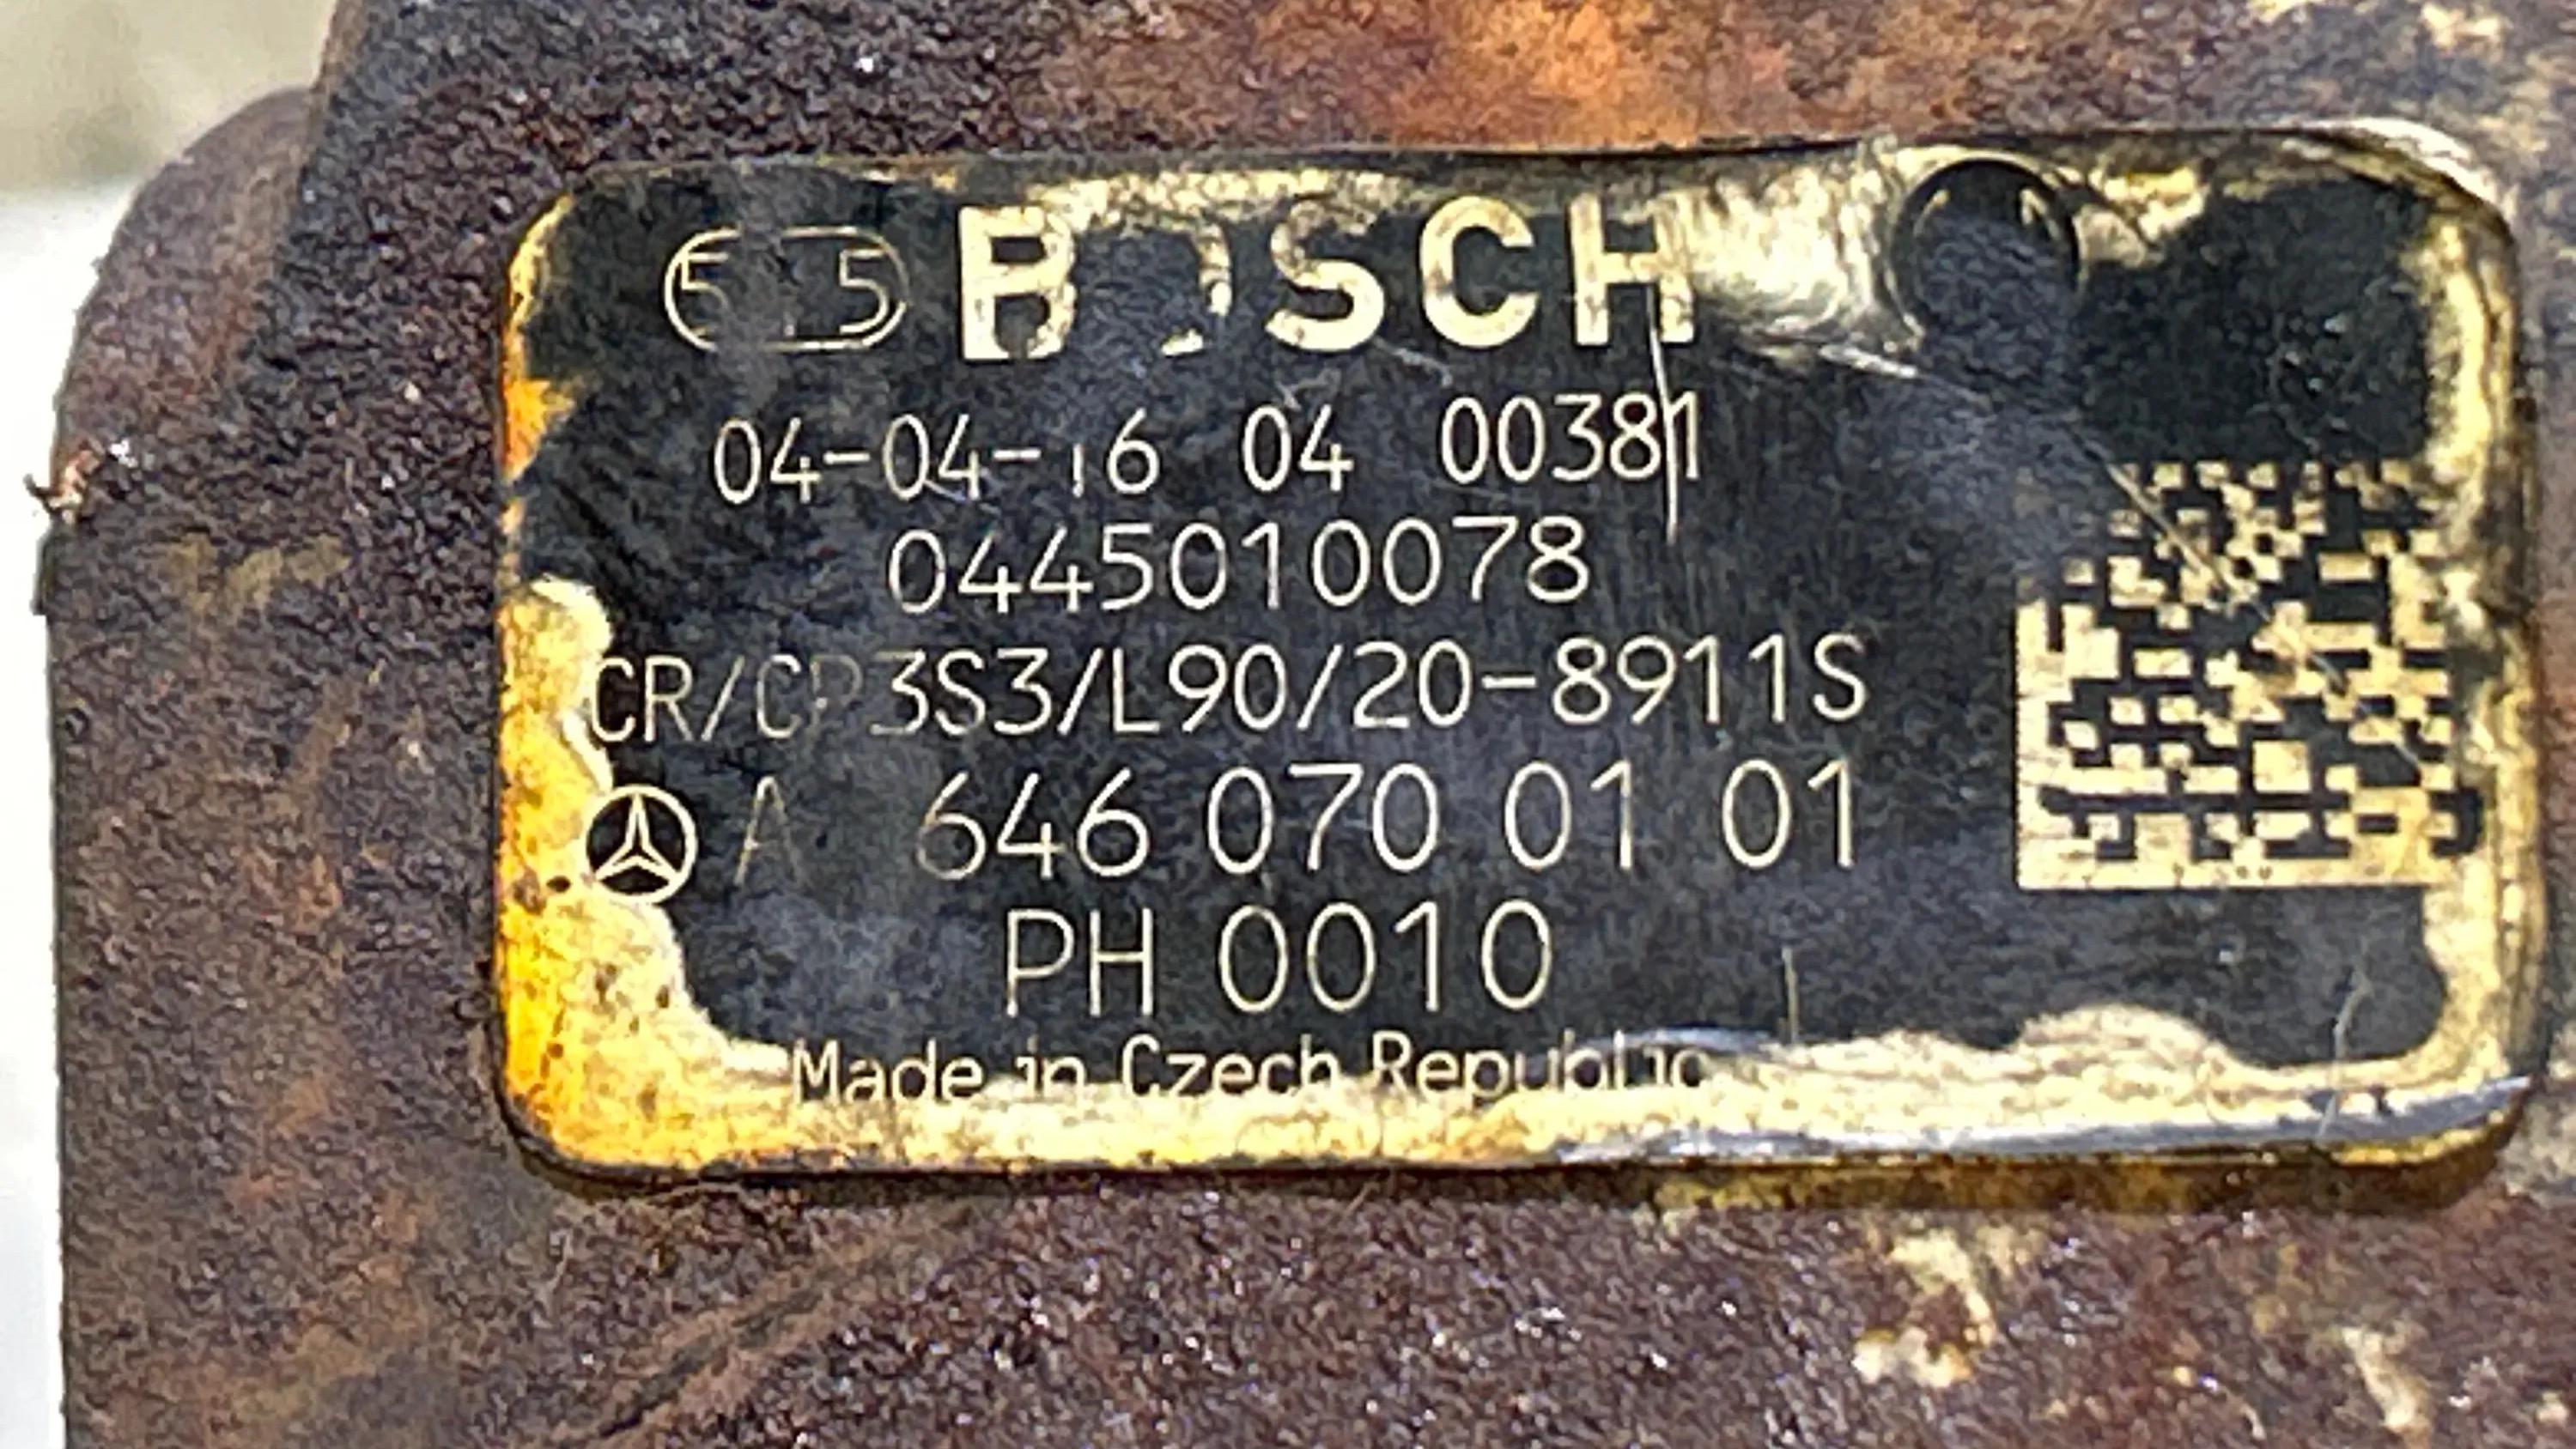 515 BOSCH
04-04-16 04 00381
0445010078
CR/CP3S3/L90/20-8911S
A 646 070 01 01
PH 0010
Made in Czech Republic